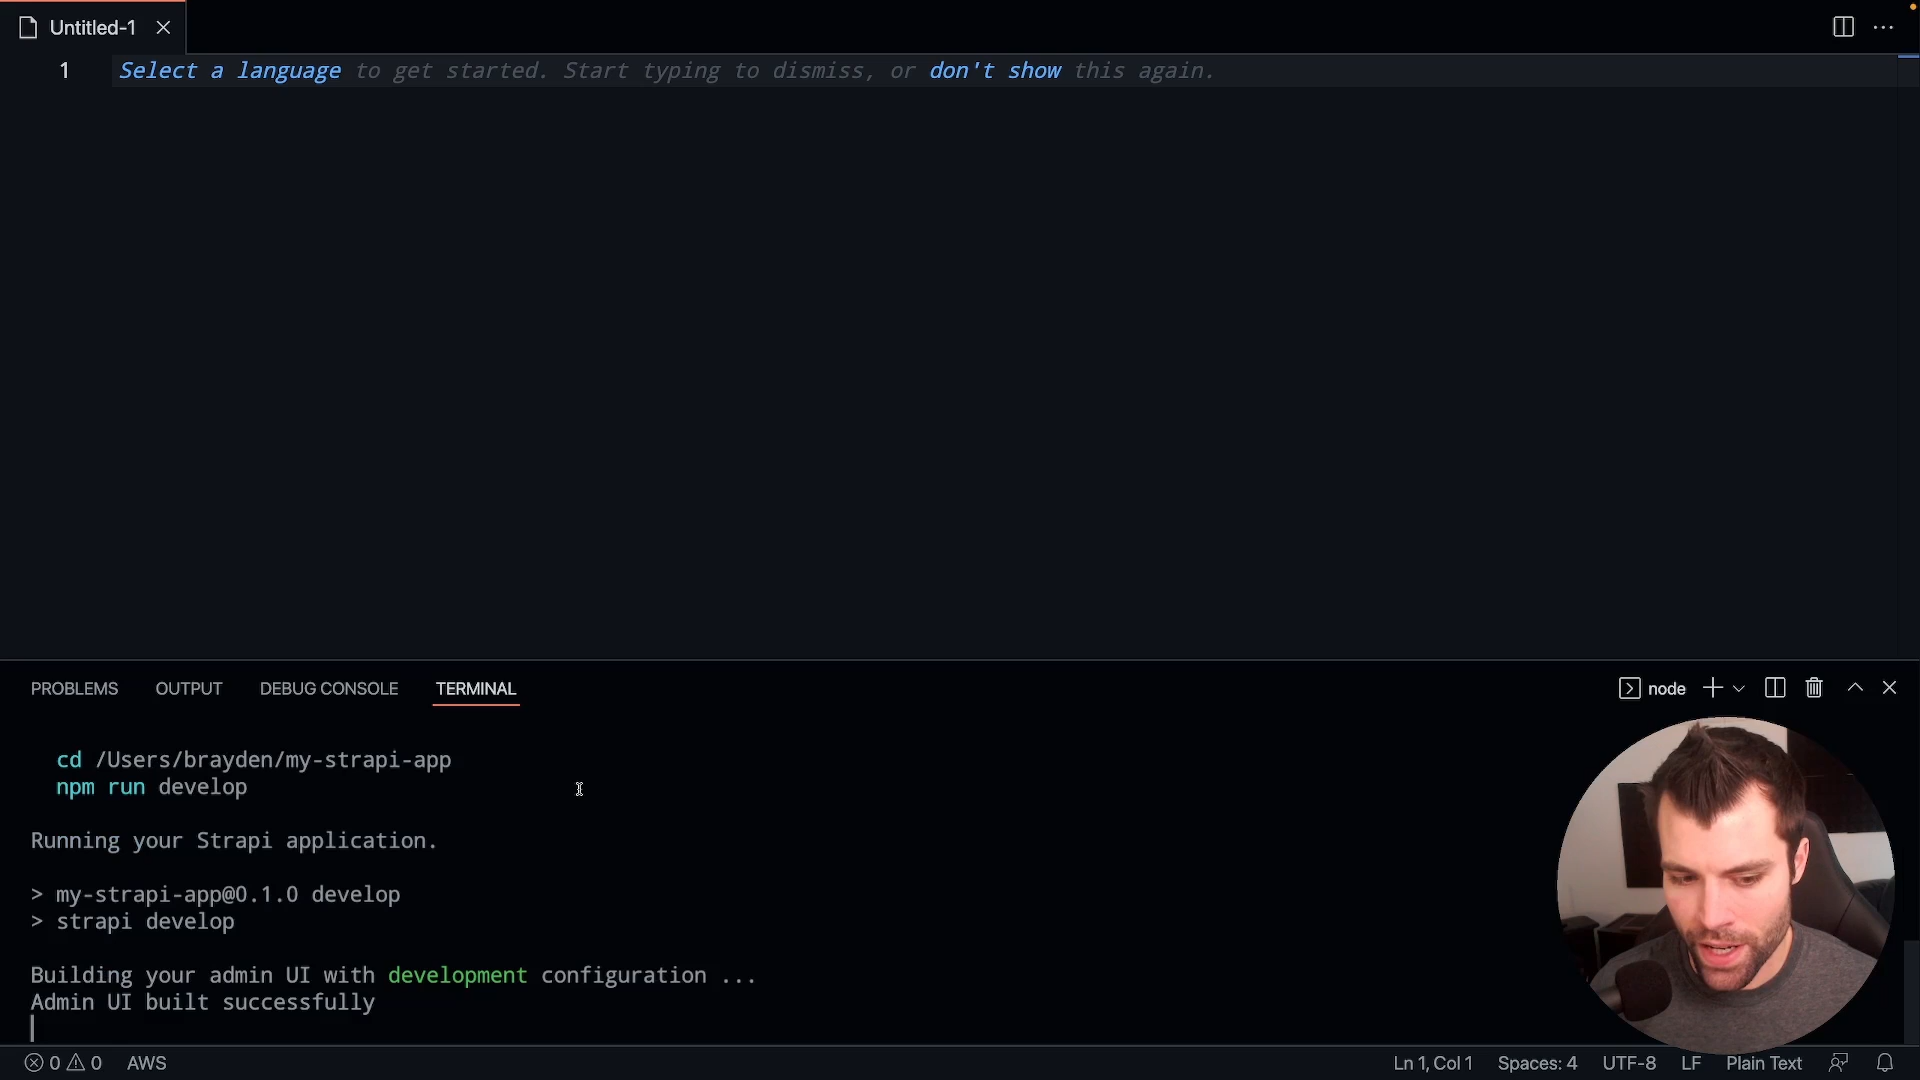 Untitled-1
1 Select a language to get started. Start typing to dismiss, or don't show this again.
PROBLEMS OUTPUT DEBUG CONSOLE TERMINAL node
cd /Users/brayden/my-strapi-app
npm run develop
Running your Strapi application.
> my-strapi-app@0.1.0 develop
> strapi develop
Building your admin UI with development configuration ...
Admin UI built successfully
0 0 AWS Ln 1, Col 1 Spaces: 4 UTF-8 LF Plain Text